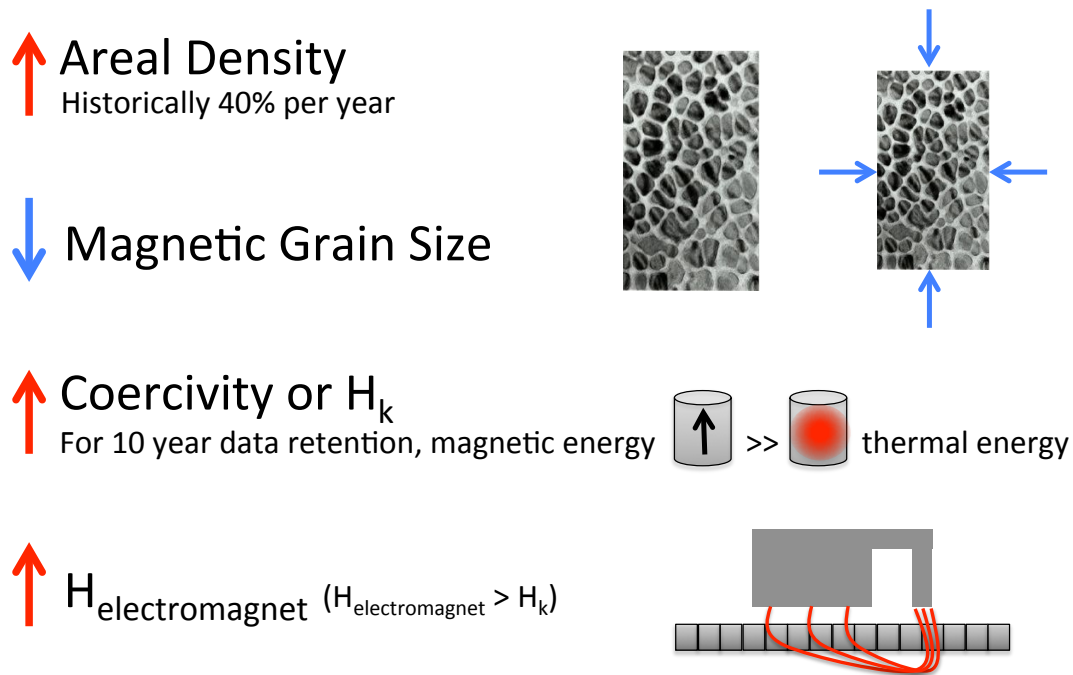 Areal Density
Historically 40% per year
Magnetic Grain Size
Coercivity or Hk
For 10 year data retention, magnetic energy >> thermal energy
Helectromagnet (Helectromagnet > Hk)